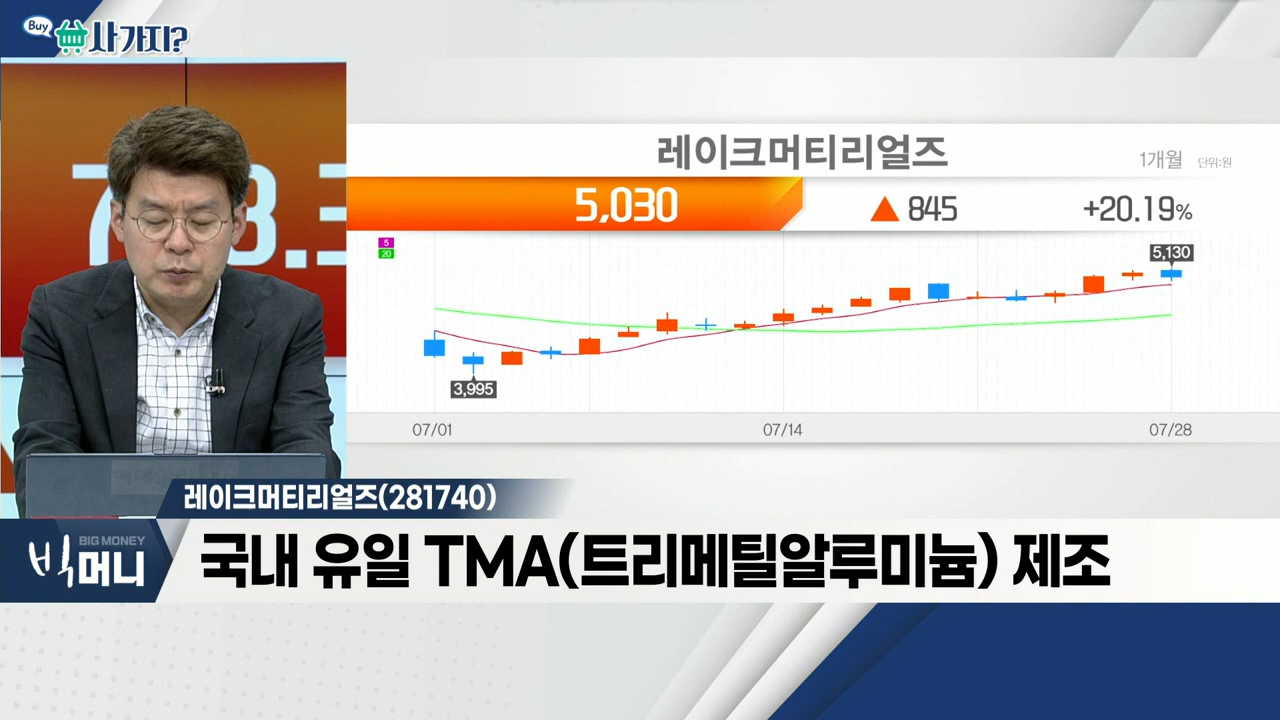 Buy
사 가지?
레이크머티리얼즈
1개월 단위:원
5,030 ▲ 845 +20.19%
5
20
5,130
3,995
07/01 07/14 07/28
레이크머티리얼즈(281740)
BIG MONEY
빅머니
국내 유일 TMA(트리메틸알루미늄) 제조